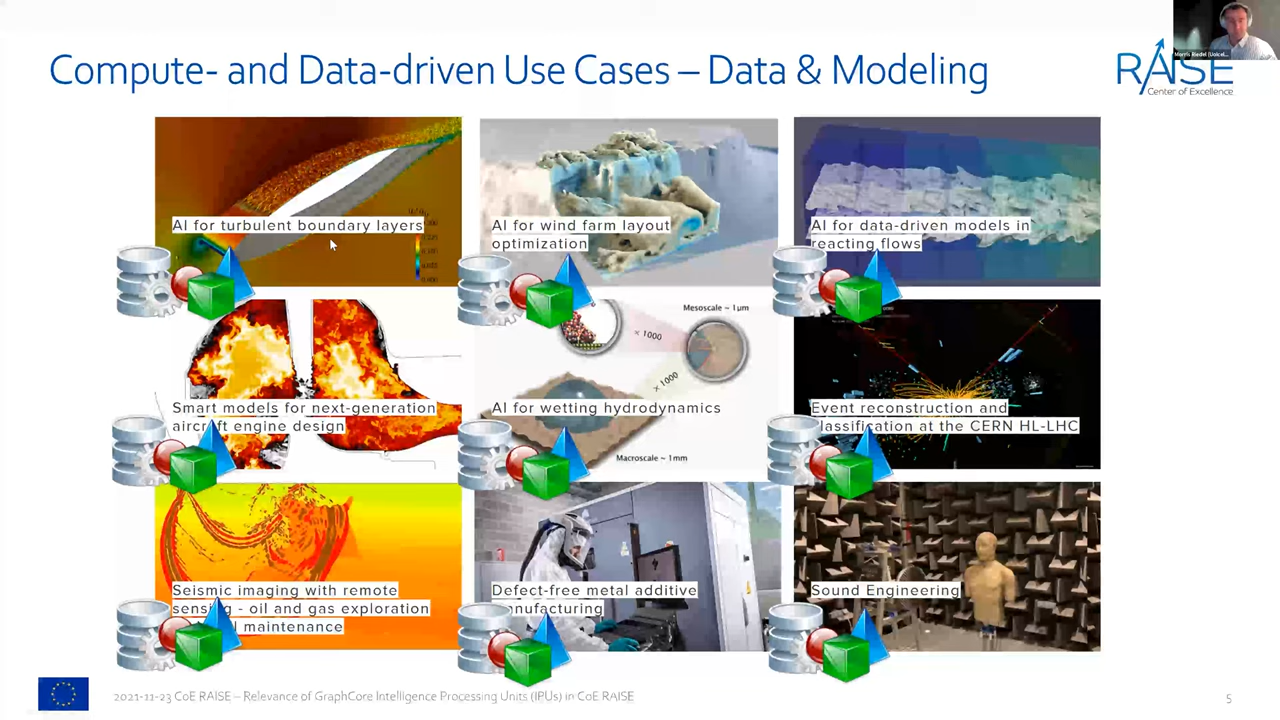 Compute- and Data-driven Use Cases – Data & Modeling
RAISE
Center of Excellence
AI for turbulent boundary layers
AI for wind farm layout
optimization
AI for data-driven models in
reacting flows
Mesoscale ~ 1μm
× 1000
× 1000
Smart models for next-generation
aircraft engine design
AI for wetting hydrodynamics
Macroscale ~ 1mm
Event reconstruction and
classification at the CERN HL-LHC
Seismic imaging with remote
sensing - oil and gas exploration
maintenance
Defect-free metal additive
manufacturing
Sound Engineering
2021-11-23 CoE RAISE – Relevance of GraphCore Intelligence Processing Units (IPUs) in CoE RAISE
5